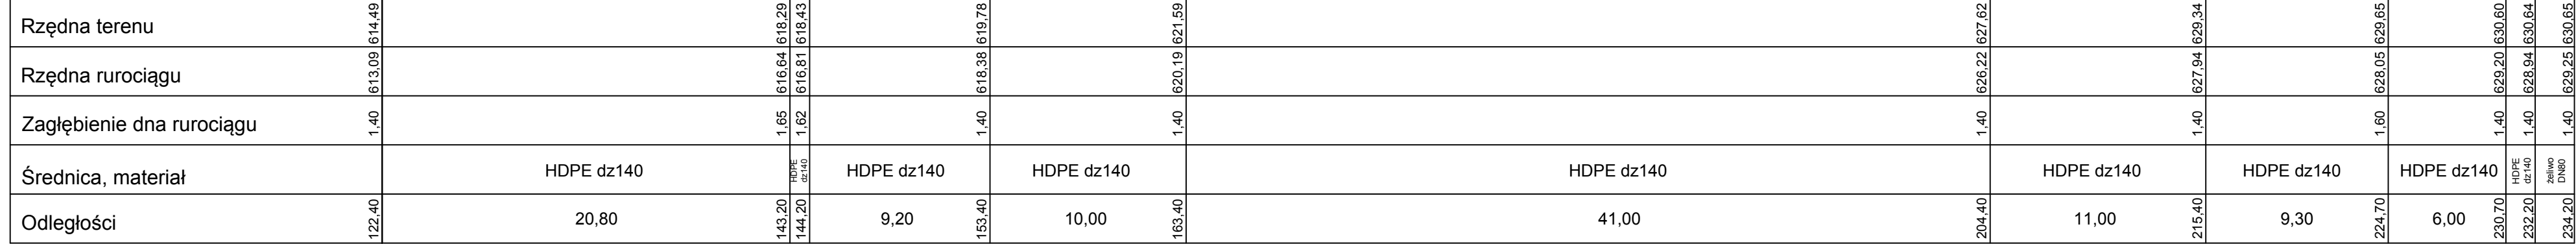 Rzędna terenu 614,49 618,29 618,43 619,78 621,59 627,62 629,34 629,65 630,60 630,64 630,65
Rzędna rurociągu 613,09 616,64 616,81 618,38 620,19 626,22 627,94 628,05 629,20 628,94 629,25
Zagłębienie dna rurociągu 1,40 1,65 1,62 1,40 1,40 1,40 1,40 1,60 1,40 1,40 1,40
Średnica, materiał HDPE dz140 HDPE dz140 HDPE dz140 HDPE dz140 HDPE dz140 HDPE dz140 HDPE dz140 HDPE dz140 HDPE dz140 żeliwo DN80
Odległości 122,40 20,80 143,20 144,20 9,20 153,40 10,00 163,40 41,00 204,40 11,00 215,40 9,30 224,70 6,00 230,70 232,20 234,20